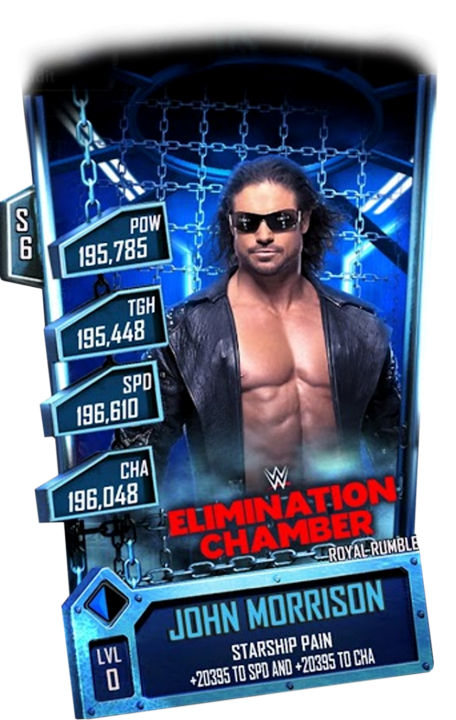 S
6
POW
195,785
TGH
195,448
SPD
196,610
CHA
196,048
W
ELIMINATION
CHAMBER
ROYAL RUMBLE
JOHN MORRISON
LVL
0
STARSHIP PAIN
+20395 TO SPD AND +20395 TO CHA